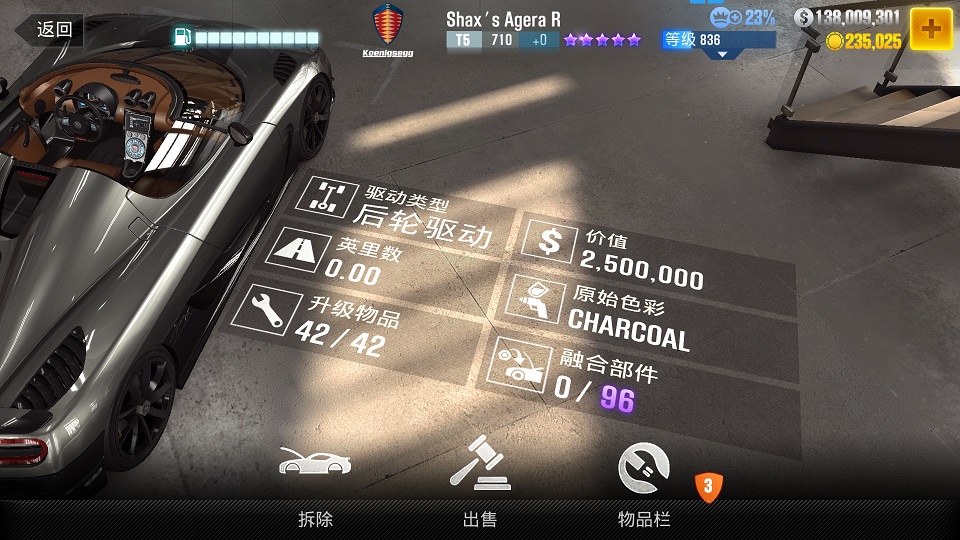 返回
Koenigsegg
Shax's Agera R
T5 710 +0
23%
等级 836
$ 138,009,301
235,025
驱动类型
后轮驱动
英里数
0.00
升级物品
42 / 42
价值
2,500,000
原始色彩
CHARCOAL
融合部件
0 / 96
拆除
出售
物品栏
3